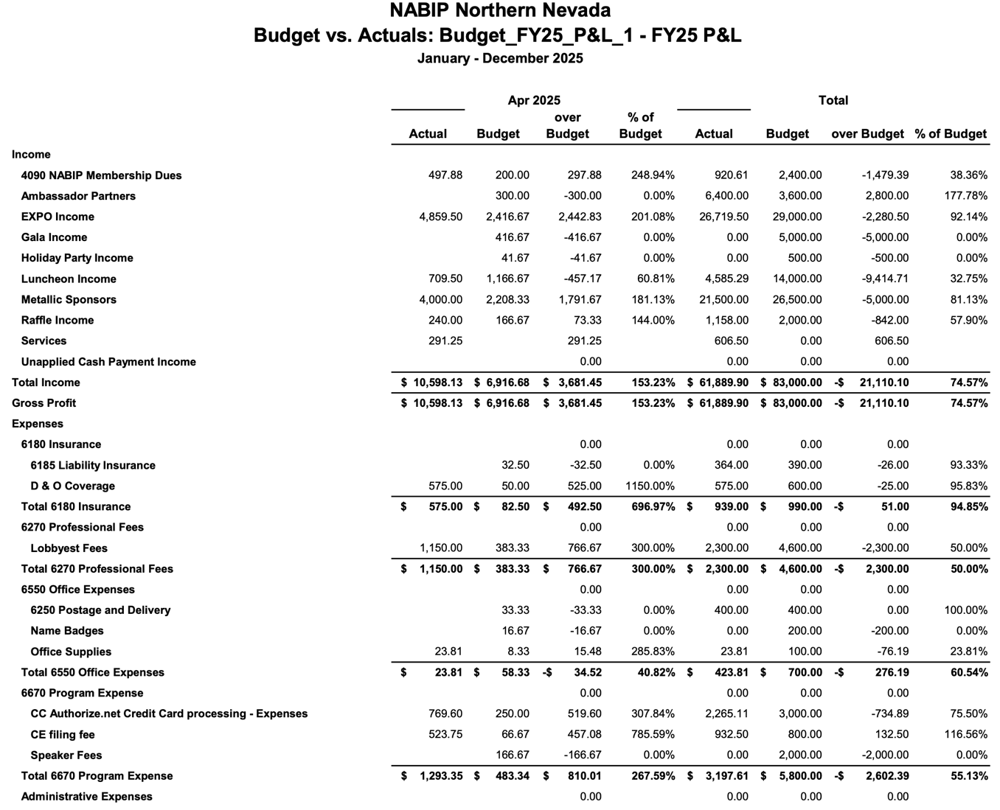 NABIP Northern Nevada
Budget vs. Actuals: Budget_FY25_P&L_1 - FY25 P&L
January - December 2025
Apr 2025 Total
over % of
Actual Budget Budget Budget Actual Budget over Budget % of Budget
Income
4090 NABIP Membership Dues 497.88 200.00 297.88 248.94% 920.61 2,400.00 -1,479.39 38.36%
Ambassador Partners 300.00 -300.00 0.00% 6,400.00 3,600.00 2,800.00 177.78%
EXPO Income 4,859.50 2,416.67 2,442.83 201.08% 26,719.50 29,000.00 -2,280.50 92.14%
Gala Income 416.67 -416.67 0.00% 0.00 5,000.00 -5,000.00 0.00%
Holiday Party Income 41.67 -41.67 0.00% 0.00 500.00 -500.00 0.00%
Luncheon Income 709.50 1,166.67 -457.17 60.81% 4,585.29 14,000.00 -9,414.71 32.75%
Metallic Sponsors 4,000.00 2,208.33 1,791.67 181.13% 21,500.00 26,500.00 -5,000.00 81.13%
Raffle Income 240.00 166.67 73.33 144.00% 1,158.00 2,000.00 -842.00 57.90%
Services 291.25 291.25 606.50 0.00 606.50
Unapplied Cash Payment Income 0.00 0.00 0.00 0.00
Total Income $ 10,598.13 $ 6,916.68 $ 3,681.45 153.23% $ 61,889.90 $ 83,000.00 -$ 21,110.10 74.57%
Gross Profit $ 10,598.13 $ 6,916.68 $ 3,681.45 153.23% $ 61,889.90 $ 83,000.00 -$ 21,110.10 74.57%
Expenses
6180 Insurance 0.00 0.00 0.00 0.00
6185 Liability Insurance 32.50 -32.50 0.00% 364.00 390.00 -26.00 93.33%
D & O Coverage 575.00 50.00 525.00 1150.00% 575.00 600.00 -25.00 95.83%
Total 6180 Insurance $ 575.00 $ 82.50 $ 492.50 696.97% $ 939.00 $ 990.00 -$ 51.00 94.85%
6270 Professional Fees 0.00 0.00 0.00 0.00
Lobbyest Fees 1,150.00 383.33 766.67 300.00% 2,300.00 4,600.00 -2,300.00 50.00%
Total 6270 Professional Fees $ 1,150.00 $ 383.33 $ 766.67 300.00% $ 2,300.00 $ 4,600.00 -$ 2,300.00 50.00%
6550 Office Expenses 0.00 0.00 0.00 0.00
6250 Postage and Delivery 33.33 -33.33 0.00% 400.00 400.00 0.00 100.00%
Name Badges 16.67 -16.67 0.00% 0.00 200.00 -200.00 0.00%
Office Supplies 23.81 8.33 15.48 285.83% 23.81 100.00 -76.19 23.81%
Total 6550 Office Expenses $ 23.81 $ 58.33 -$ 34.52 40.82% $ 423.81 $ 700.00 -$ 276.19 60.54%
6670 Program Expense 0.00 0.00 0.00 0.00
CC Authorize.net Credit Card processing - Expenses 769.60 250.00 519.60 307.84% 2,265.11 3,000.00 -734.89 75.50%
CE filing fee 523.75 66.67 457.08 785.59% 932.50 800.00 132.50 116.56%
Speaker Fees 166.67 -166.67 0.00% 0.00 2,000.00 -2,000.00 0.00%
Total 6670 Program Expense $ 1,293.35 $ 483.34 $ 810.01 267.59% $ 3,197.61 $ 5,800.00 -$ 2,602.39 55.13%
Administrative Expenses 0.00 0.00 0.00 0.00